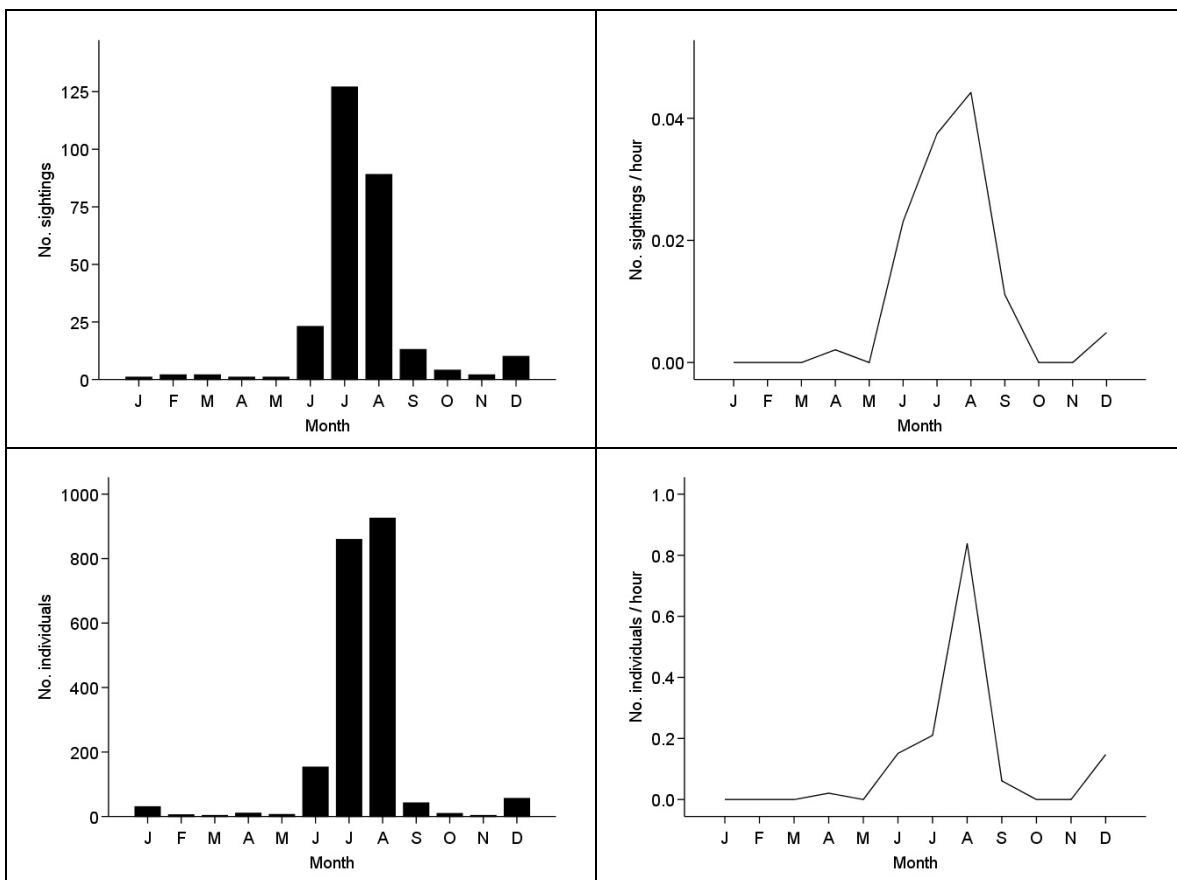 No. sightings
125
100
75
50
25
0
J F M A M J J A S O N D
Month
No. sightings / hour
0.04
0.02
0.00
J F M A M J J A S O N D
Month
No. individuals
1000
800
600
400
200
0
J F M A M J J A S O N D
Month
No. individuals / hour
1.0
0.8
0.6
0.4
0.2
0.0
J F M A M J J A S O N D
Month